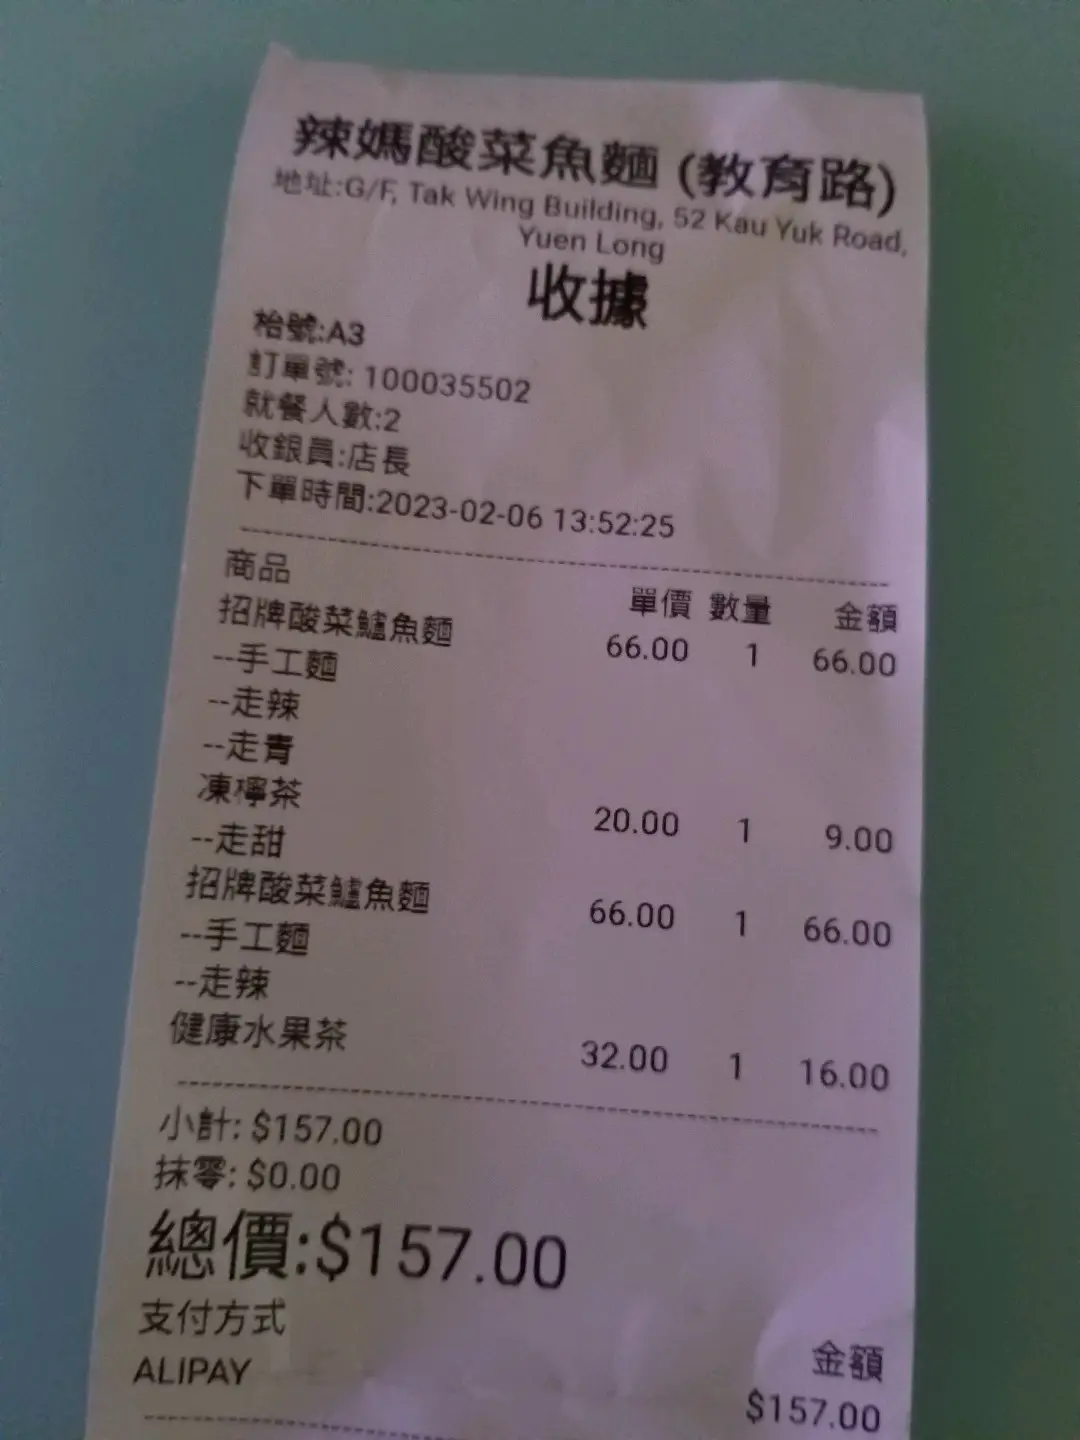 辣媽酸菜魚麵 (教育路)
地址:G/F, Tak Wing Building, 52 Kau Yuk Road,
Yuen Long
收據
枱號:A3
訂單號: 100035502
就餐人數:2
收銀員:店長
下單時間:2023-02-06 13:52:25
商品 單價 數量 金額
招牌酸菜鱸魚麵 66.00 1 66.00
--手工麵
--走辣
--走青
凍檸茶 20.00 1 9.00
--走甜
招牌酸菜鱸魚麵 66.00 1 66.00
--手工麵
--走辣
健康水果茶 32.00 1 16.00
小計: $157.00
抹零: $0.00
總價:$157.00
支付方式 金額
ALIPAY $157.00